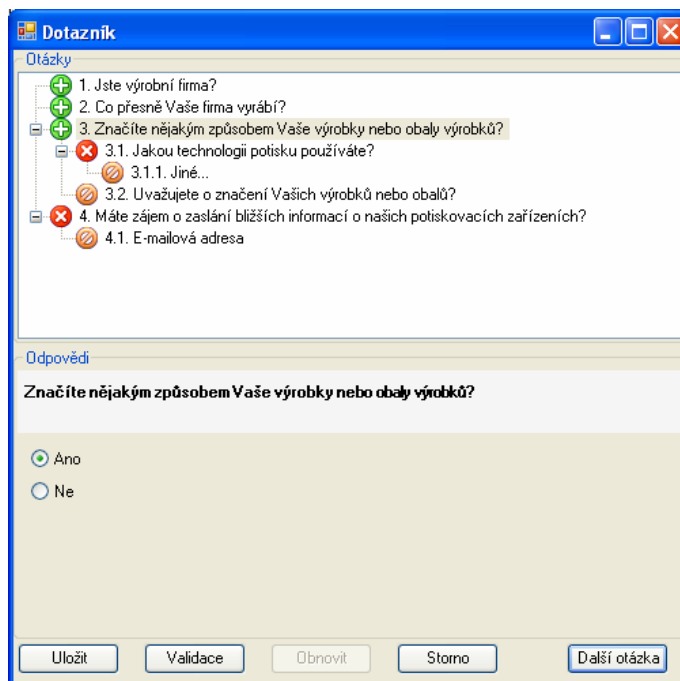 Dotazník
Otázky
1. Jste výrobní firma?
2. Co přesně Vaše firma vyrábí?
3. Značíte nějakým způsobem Vaše výrobky nebo obaly výrobků?
3.1. Jakou technologii potisku používáte?
3.1.1. Jiné...
3.2. Uvažujete o značení Vašich výrobků nebo obalů?
4. Máte zájem o zaslání bližších informací o našich potiskovacích zařízeních?
4.1. E-mailová adresa
Odpovědi
Značíte nějakým způsobem Vaše výrobky nebo obaly výrobků?
Ano
Ne
Uložit Validace Obnovit Storno Další otázka